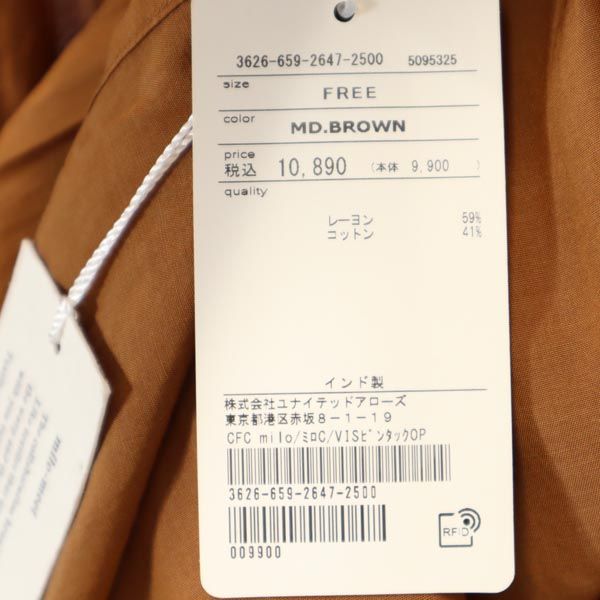 3626-659-2647-2500 5095325
size FREE
color MD.BROWN
price
税込 10,890 (本体 9,900 )
quality
レーヨン 59%
コットン 41%
インド製
株式会社ユナイテッドアローズ
東京都港区赤坂8-1-19
CFC milo/ﾐﾛC/VISﾋﾟﾝﾀｯｸOP
3626-659-2647-2500
009900
RFID